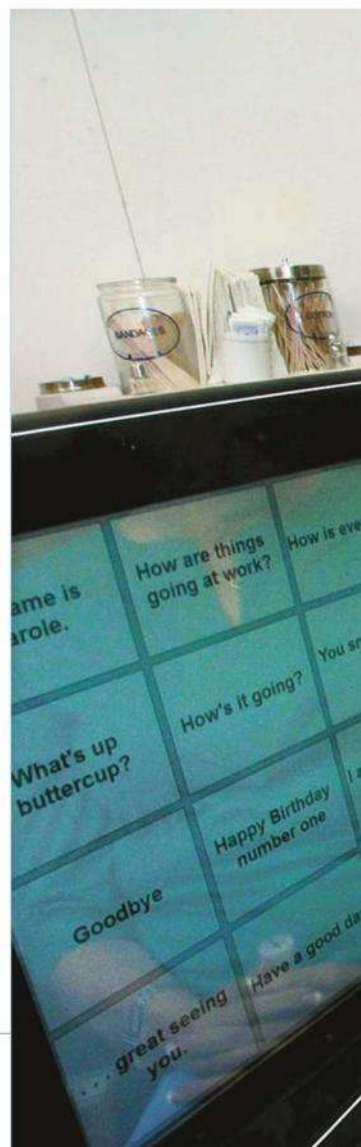 BANDAGES
ame is
arole.
How are things
going at work?
How is eve
What's up
buttercup?
How's it going?
You sm
Goodbye
Happy Birthday
number one
I a
. . . great seeing
you.
Have a good da